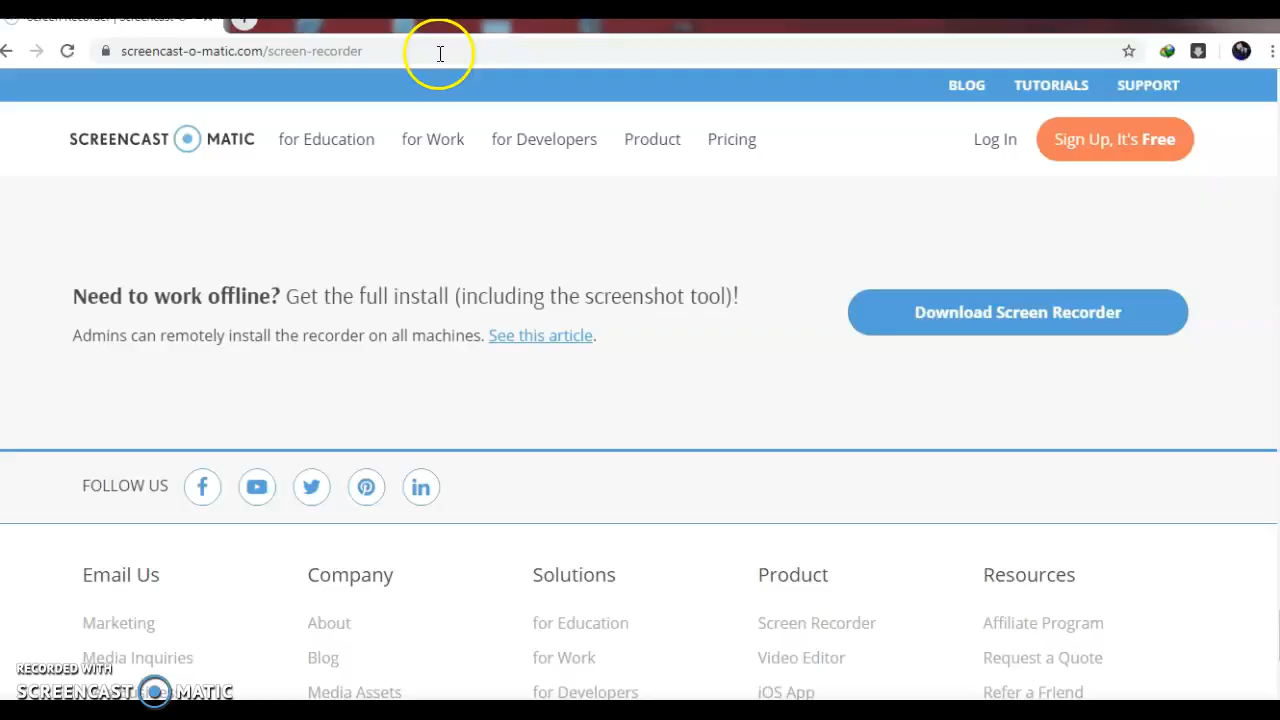 screencast-o-matic.com/screen-recorder
BLOG TUTORIALS SUPPORT
SCREENCAST MATIC for Education for Work for Developers Product Pricing Log In Sign Up, It's Free
Need to work offline? Get the full install (including the screenshot tool)!
Admins can remotely install the recorder on all machines. See this article.
Download Screen Recorder
FOLLOW US
Email Us Company Solutions Product Resources
Marketing About for Education Screen Recorder Affiliate Program
Media Inquiries Blog for Work Video Editor Request a Quote
Media Assets for Developers iOS App Refer a Friend
RECORDED WITH
SCREENCAST MATIC